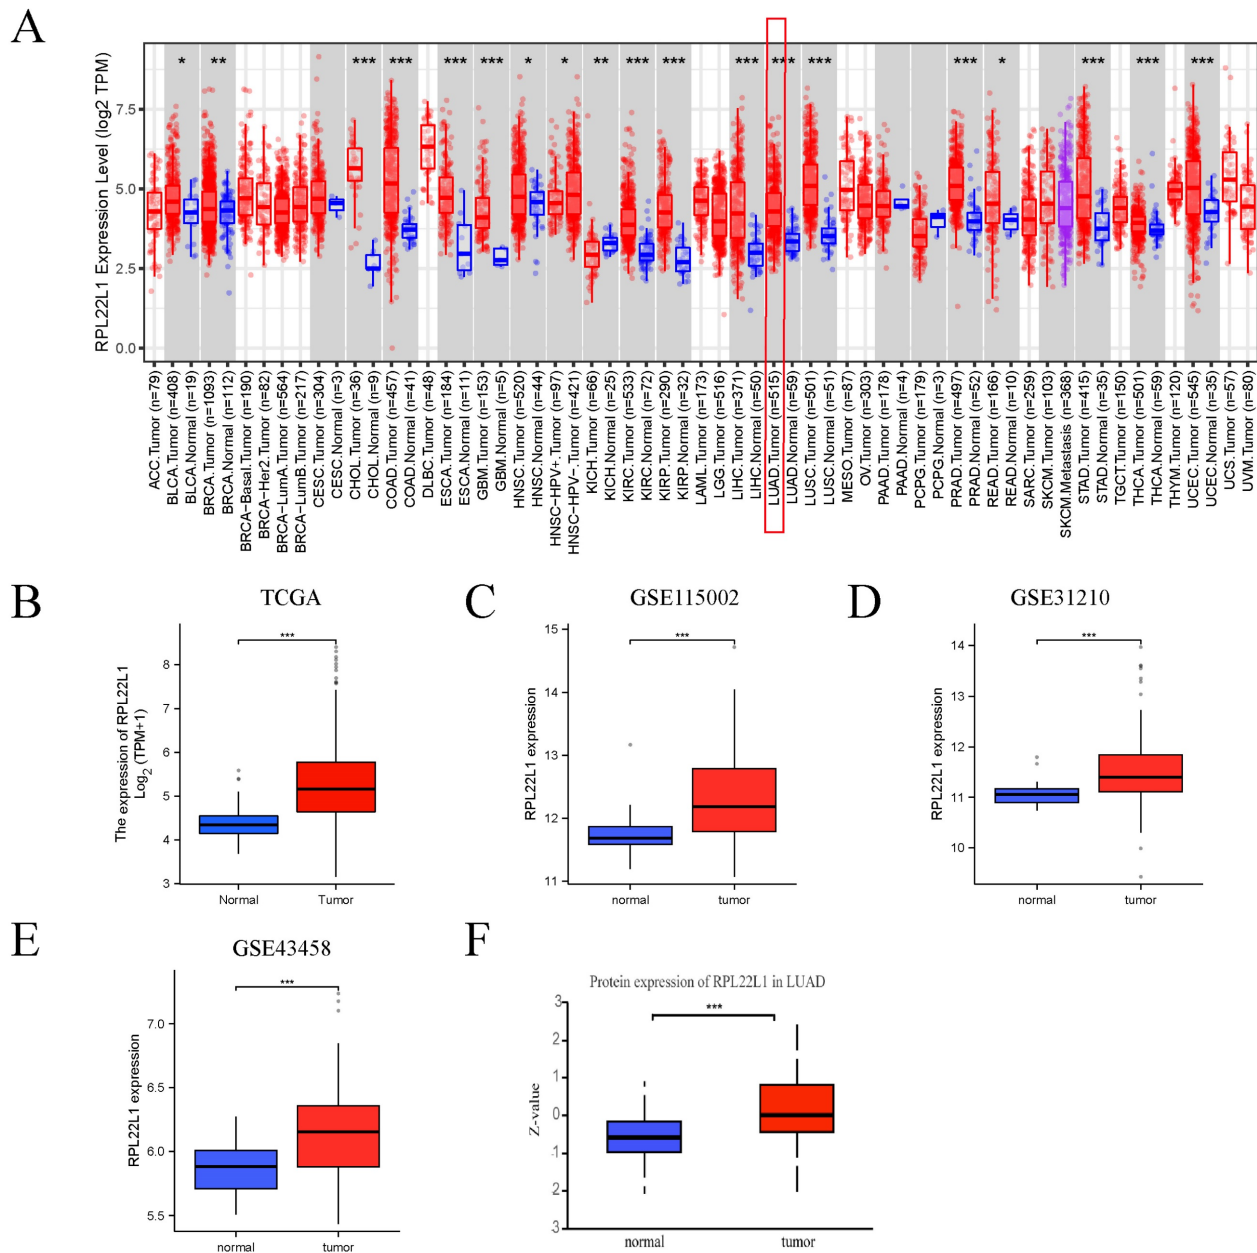 A
RPL22L1 Expression Level (log2 TPM)
* ** *** *** *** *** * * ** *** *** *** *** *** *** * *** *** ***
7.5
5.0
2.5
0.0
ACC.Tumor (n=79)
BLCA.Tumor (n=408)
BLCA.Normal (n=19)
BRCA.Tumor (n=1093)
BRCA.Normal (n=112)
BRCA-Basal.Tumor (n=190)
BRCA-Her2.Tumor (n=82)
BRCA-LumA.Tumor (n=564)
BRCA-LumB.Tumor (n=217)
CESC.Tumor (n=304)
CESC.Normal (n=3)
CHOL.Tumor (n=36)
CHOL.Normal (n=9)
COAD.Tumor (n=457)
COAD.Normal (n=41)
DLBC.Tumor (n=48)
ESCA.Tumor (n=184)
ESCA.Normal (n=11)
GBM.Tumor (n=153)
GBM.Normal (n=5)
HNSC.Tumor (n=520)
HNSC.Normal (n=44)
HNSC-HPV+.Tumor (n=97)
HNSC-HPV-.Tumor (n=421)
KICH.Tumor (n=66)
KICH.Normal (n=25)
KIRC.Tumor (n=533)
KIRC.Normal (n=72)
KIRP.Tumor (n=290)
KIRP.Normal (n=32)
LAML.Tumor (n=173)
LGG.Tumor (n=516)
LIHC.Tumor (n=371)
LIHC.Normal (n=50)
LUAD.Tumor (n=515)
LUAD.Normal (n=59)
LUSC.Tumor (n=501)
LUSC.Normal (n=51)
MESO.Tumor (n=87)
OV.Tumor (n=303)
PAAD.Tumor (n=178)
PAAD.Normal (n=4)
PCPG.Tumor (n=179)
PCPG.Normal (n=3)
PRAD.Tumor (n=497)
PRAD.Normal (n=52)
READ.Tumor (n=166)
READ.Normal (n=10)
SARC.Tumor (n=259)
SKCM.Tumor (n=103)
SKCM.Metastasis (n=368)
STAD.Tumor (n=415)
STAD.Normal (n=35)
TGCT.Tumor (n=150)
THCA.Tumor (n=501)
THCA.Normal (n=59)
THYM.Tumor (n=120)
UCEC.Tumor (n=545)
UCEC.Normal (n=35)
UCS.Tumor (n=57)
UVM.Tumor (n=80)
B
TCGA
The expression of RPL22L1
Log2 (TPM+1)
***
8
7
6
5
4
3
Normal
Tumor
C
GSE115002
RPL22L1 expression
***
15
14
13
12
11
normal
tumor
D
GSE31210
RPL22L1 expression
***
14
13
12
11
10
normal
tumor
E
GSE43458
RPL22L1 expression
***
7.0
6.5
6.0
5.5
normal
tumor
F
Protein expression of RPL22L1 in LUAD
Z-value
***
3
2
1
0
1
2
3
normal
tumor